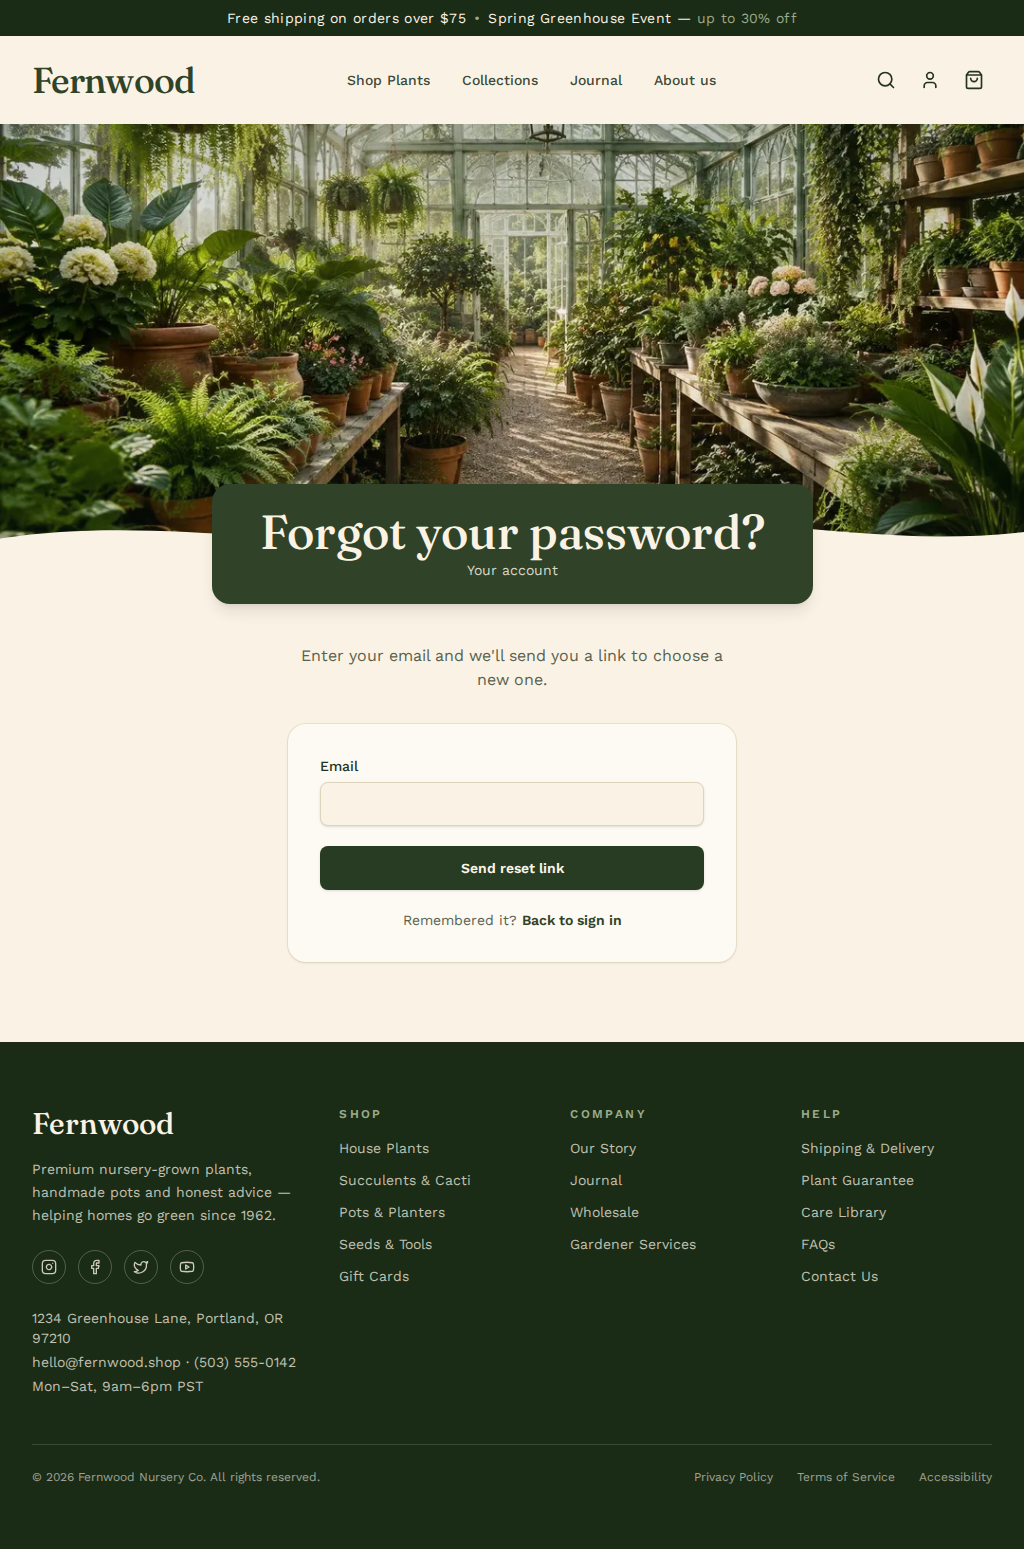 Free shipping on orders over $75 • Spring Greenhouse Event — up to 30% off
Fernwood
Shop Plants
Collections
Journal
About us
Forgot your password?
Your account
Enter your email and we'll send you a link to choose a
new one.
Email
Send reset link
Remembered it? Back to sign in
Fernwood
Premium nursery-grown plants,
handmade pots and honest advice —
helping homes go green since 1962.
1234 Greenhouse Lane, Portland, OR
97210
hello@fernwood.shop · (503) 555-0142
Mon–Sat, 9am–6pm PST
SHOP
House Plants
Succulents & Cacti
Pots & Planters
Seeds & Tools
Gift Cards
COMPANY
Our Story
Journal
Wholesale
Gardener Services
HELP
Shipping & Delivery
Plant Guarantee
Care Library
FAQs
Contact Us
© 2026 Fernwood Nursery Co. All rights reserved.
Privacy Policy
Terms of Service
Accessibility